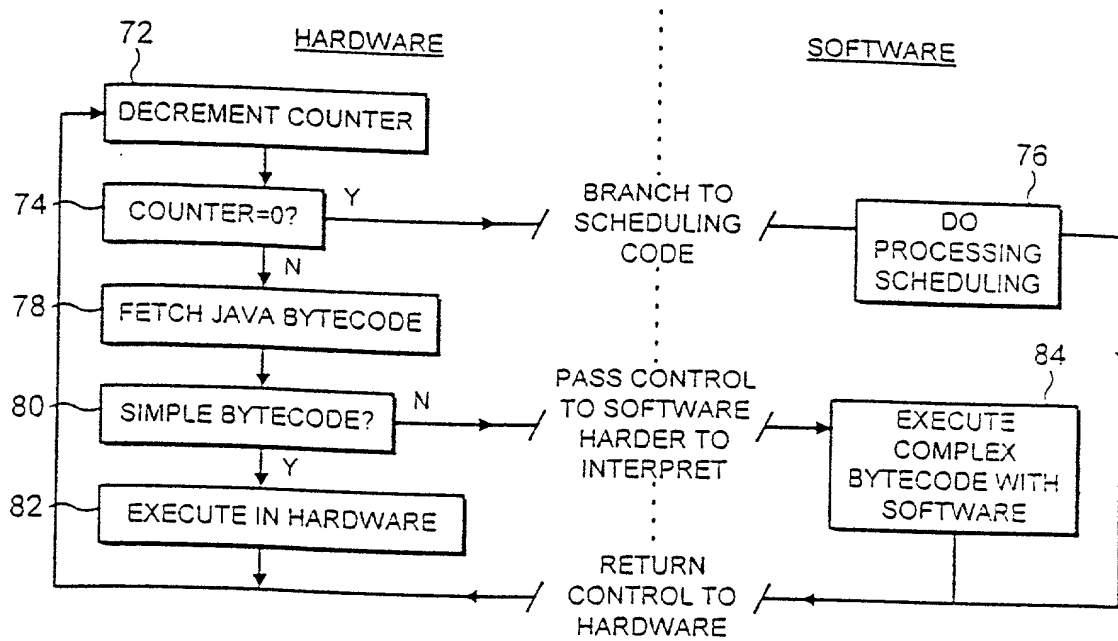 HARDWARE
SOFTWARE
72
DECREMENT COUNTER
74
COUNTER=0?
Y
N
BRANCH TO
SCHEDULING
CODE
76
DO
PROCESSING
SCHEDULING
78
FETCH JAVA BYTECODE
80
SIMPLE BYTECODE?
N
Y
PASS CONTROL
TO SOFTWARE
HARDER TO
INTERPRET
84
EXECUTE
COMPLEX
BYTECODE WITH
SOFTWARE
82
EXECUTE IN HARDWARE
RETURN
CONTROL TO
HARDWARE